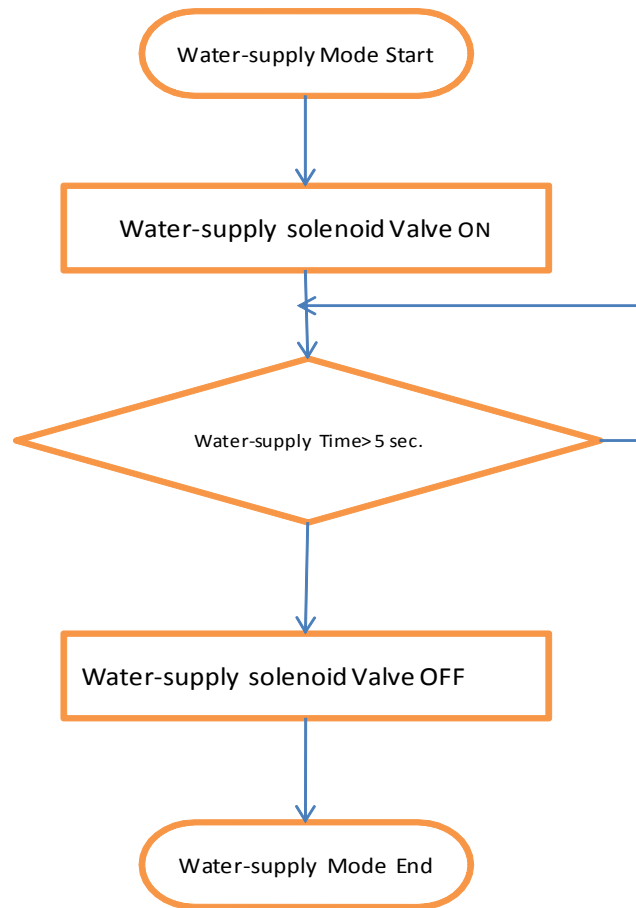 Water-supply Mode Start
Water-supply solenoid Valve ON
Water-supply Time> 5 sec.
Water-supply solenoid Valve OFF
Water-supply Mode End